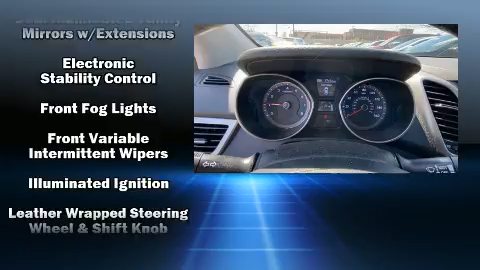 Mirrors w/Extensions
Electronic
Stability Control
Front Fog Lights
Front Variable
Intermittent Wipers
Illuminated Ignition
Leather Wrapped Steering
Wheel & Shift Knob